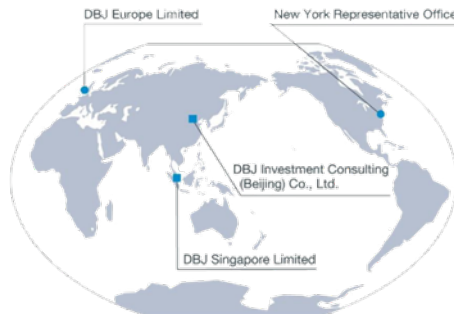 DBJ Europe Limited
New York Representative Office
DBJ Investment Consulting
(Beijing) Co., Ltd.
DBJ Singapore Limited